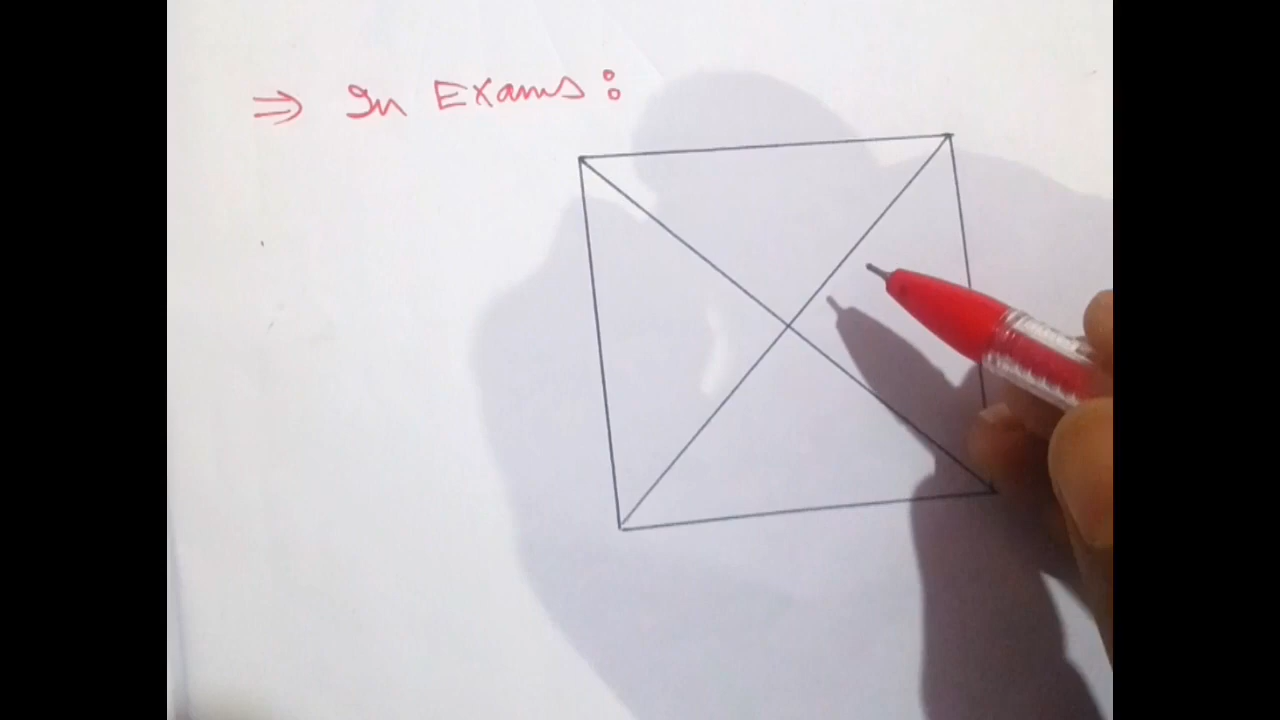 ⇒ In Exams :